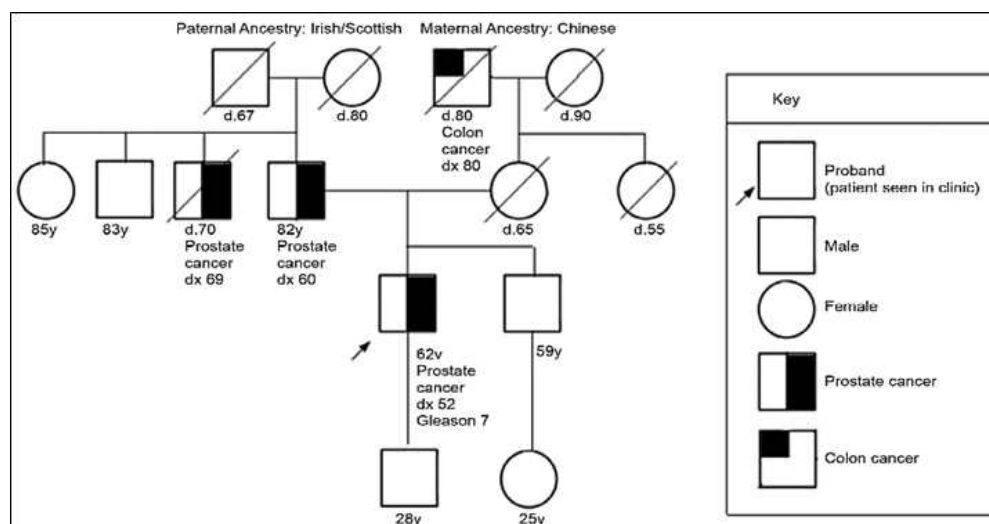 Paternal Ancestry: Irish/Scottish Maternal Ancestry: Chinese
d.67 d.80 d.80 d.90
Colon
cancer
dx 80
Key
Proband
(patient seen in clinic)
Male
Female
Prostate cancer
Colon cancer
85y 83y d.70 82y d.65 d.55
Prostate Prostate
cancer cancer
dx 69 dx 60
62y 59y
Prostate
cancer
dx 52
Gleason 7
28y 25y